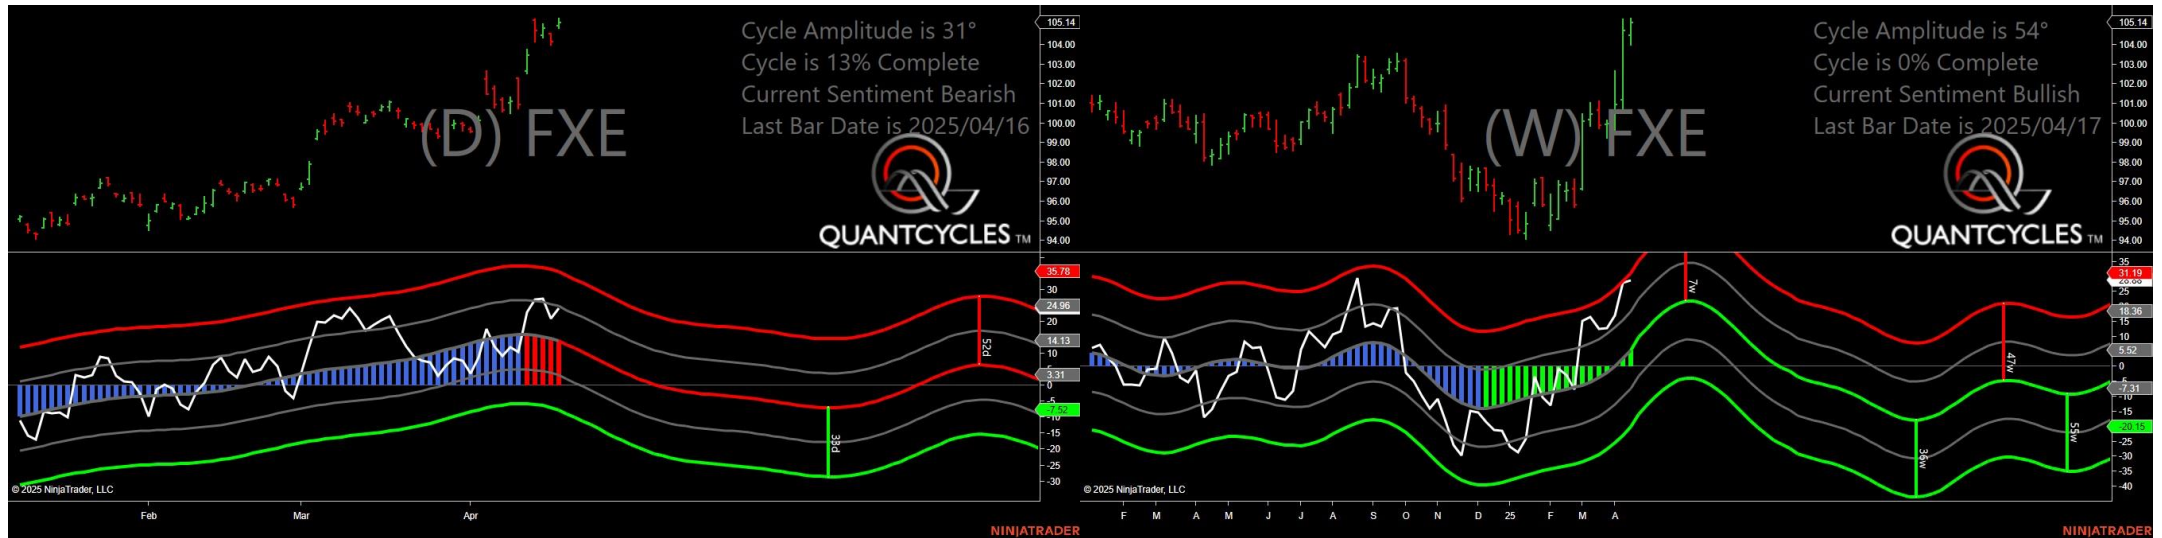 Cycle Amplitude is 31°
Cycle is 13% Complete
Current Sentiment Bearish
Last Bar Date is 2025/04/16
(D) FXE
QUANTCYCLES TM
105.14
104.00
103.00
102.00
101.00
100.00
99.00
98.00
97.00
96.00
95.00
94.00
35.78
30
24.96
20
14.13
10
3.31
0
-5
-7.52
-10
-15
-20
-25
-30
52d
33d
© 2025 NinjaTrader, LLC
Feb
Mar
Apr
NINJATRADER
Cycle Amplitude is 54°
Cycle is 0% Complete
Current Sentiment Bullish
Last Bar Date is 2025/04/17
(W) FXE
QUANTCYCLES TM
105.14
104.00
103.00
102.00
101.00
100.00
99.00
98.00
97.00
96.00
95.00
94.00
35
31.19
25
18.36
15
10
5.52
0
-5
-7.31
-10
-15
-20.15
-25
-30
-35
-40
7w
47w
36w
55w
© 2025 NinjaTrader, LLC
F
M
A
M
J
J
A
S
O
N
D
25
F
M
A
NINJATRADER